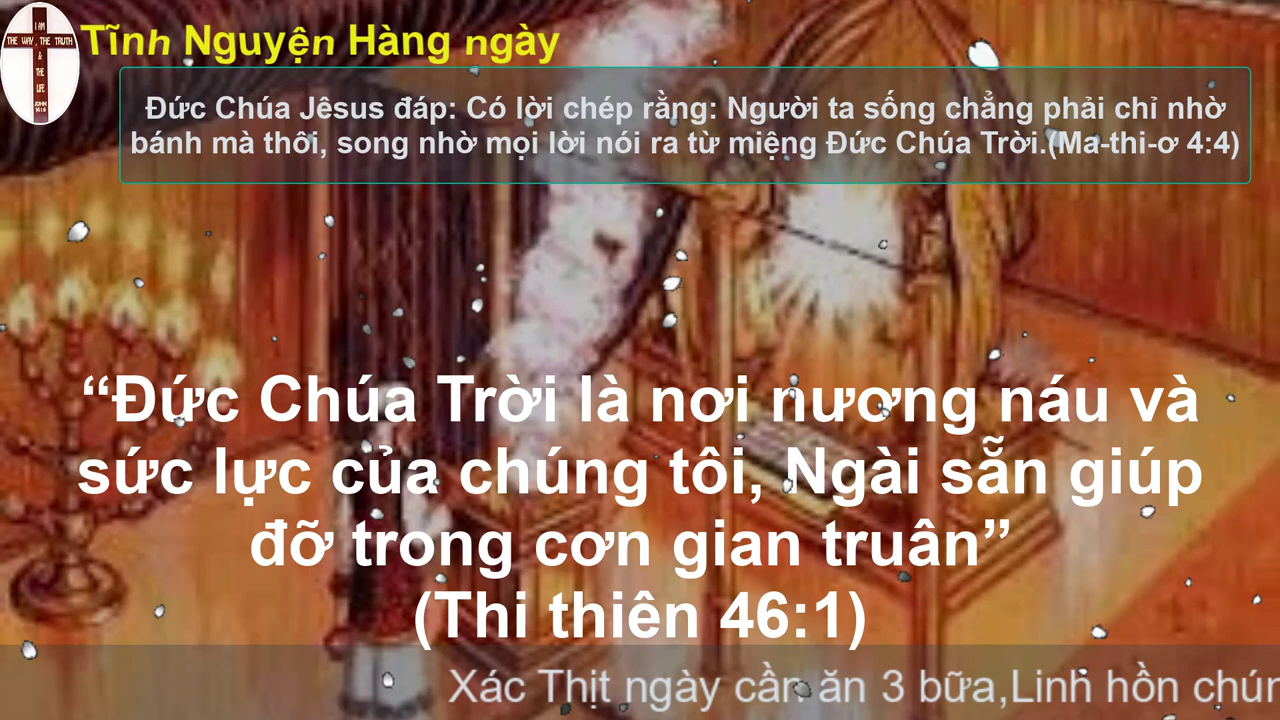 I AM
THE WAY, THE TRUTH
&
THE
LIFE
JOHN
Tĩnh Nguyện Hàng ngày
Đức Chúa Jêsus đáp: Có lời chép rằng: Người ta sống chẳng phải chỉ nhờ
bánh mà thôi, song nhờ mọi lời nói ra từ miệng Đức Chúa Trời.(Ma-thi-ơ 4:4)
“Đức Chúa Trời là nơi nương náu và
sức lực của chúng tôi, Ngài sẵn giúp
đỡ trong cơn gian truân”
(Thi thiên 46:1)
Xác Thịt ngày cần ăn 3 bữa,Linh hồn